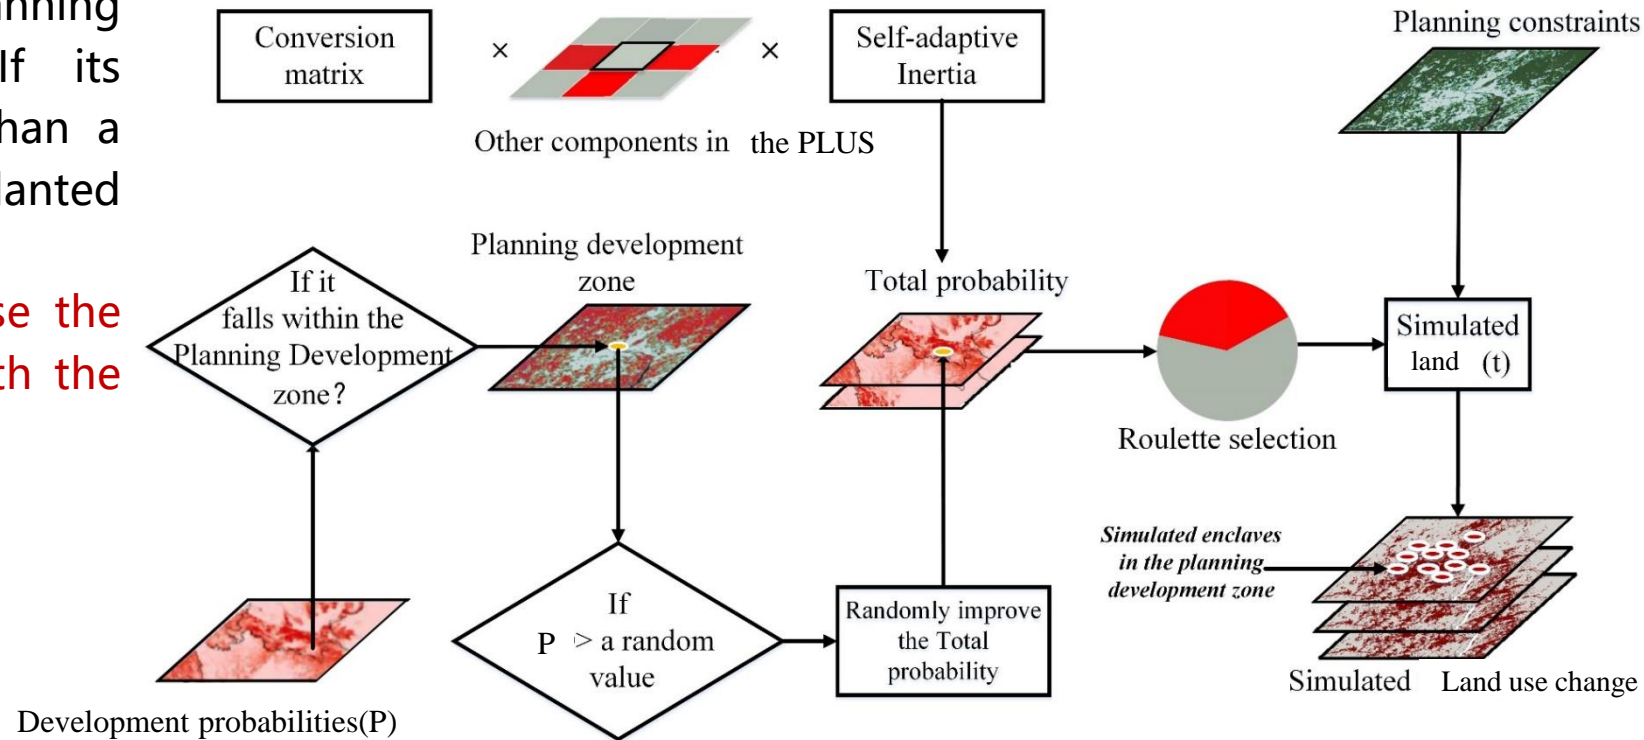 nning
If its
han a
lanted
se the
th the
Conversion
matrix
×
×
Self-adaptive
Inertia
Other components in the PLUS
Planning constraints
If it
falls within the
Planning Development
zone?
Planning development
zone
Total probability
Roulette selection
Simulated
land (t)
If
P > a random
value
Randomly improve
the Total
probability
Simulated enclaves
in the planning
development zone
Simulated Land use change
Development probabilities(P)